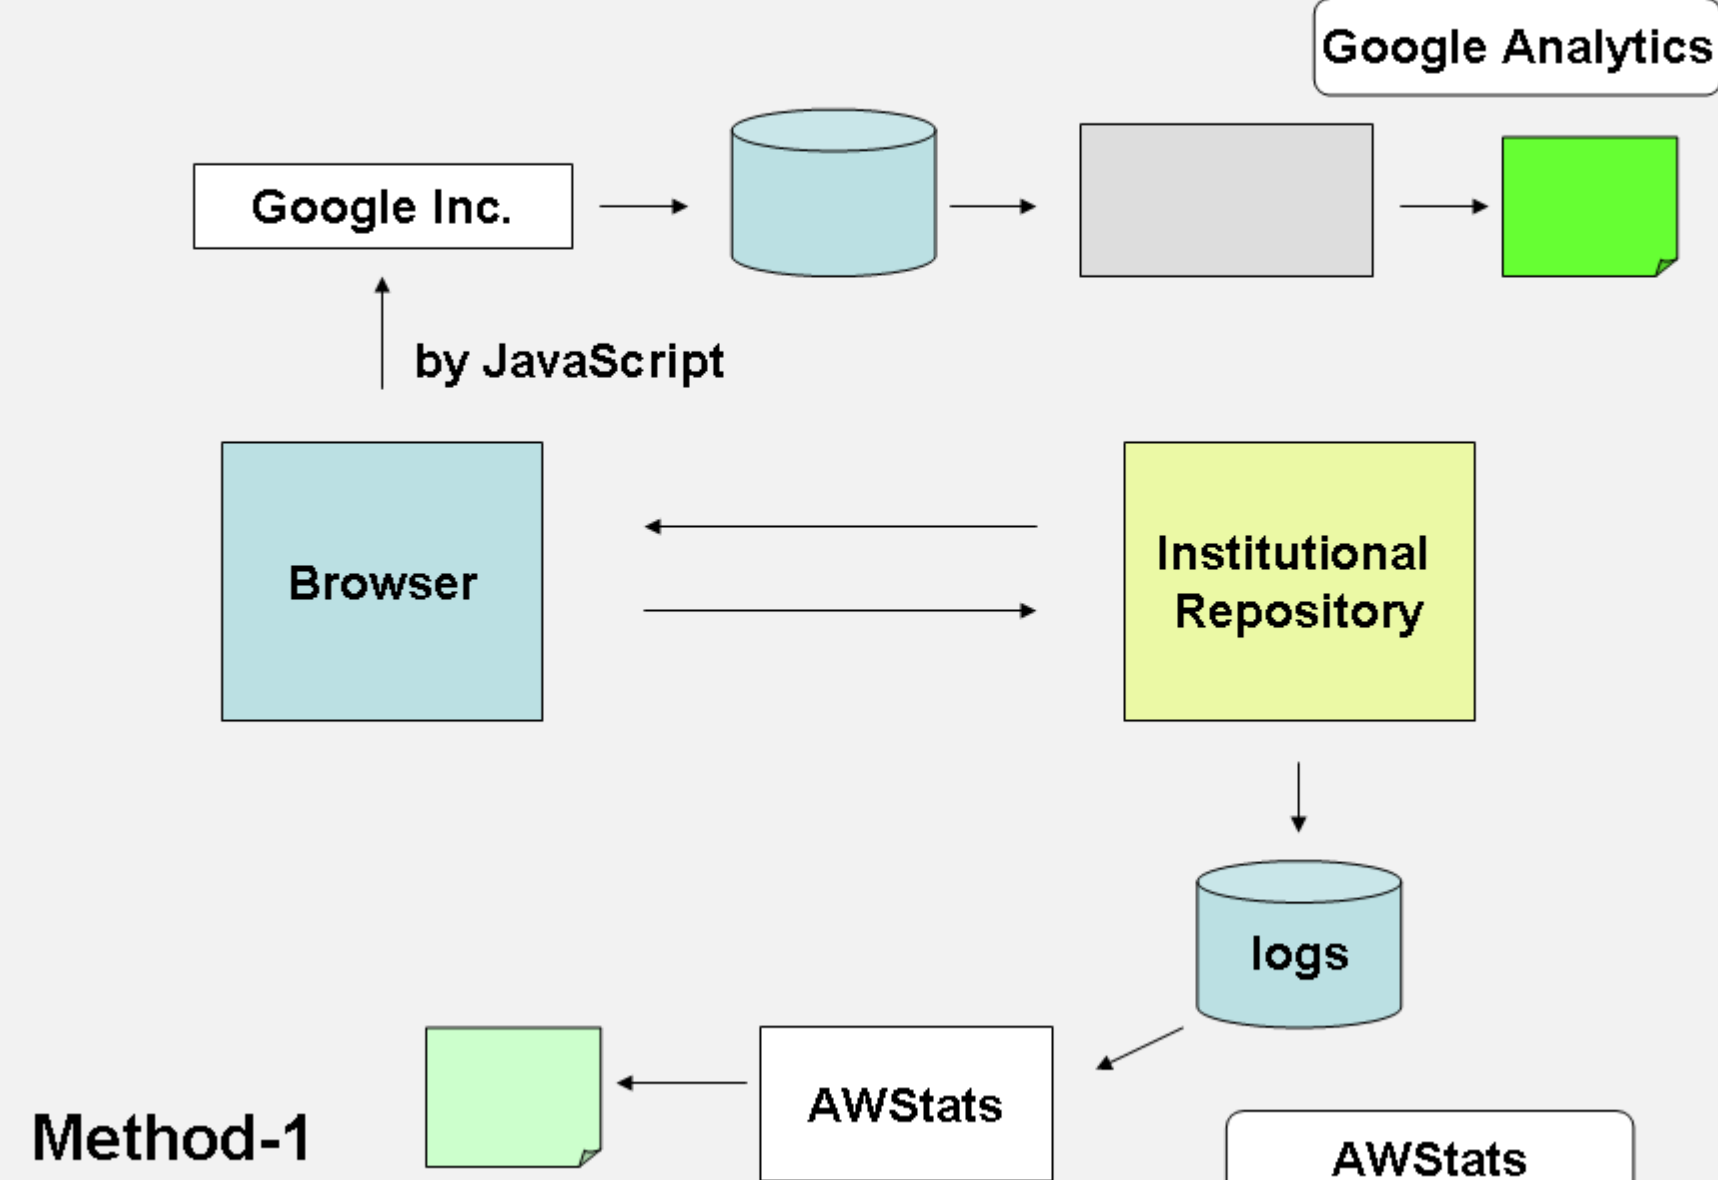 Google Analytics
Google Inc.
by JavaScript
Browser
Institutional
Repository
logs
AWStats
Method-1
AWStats